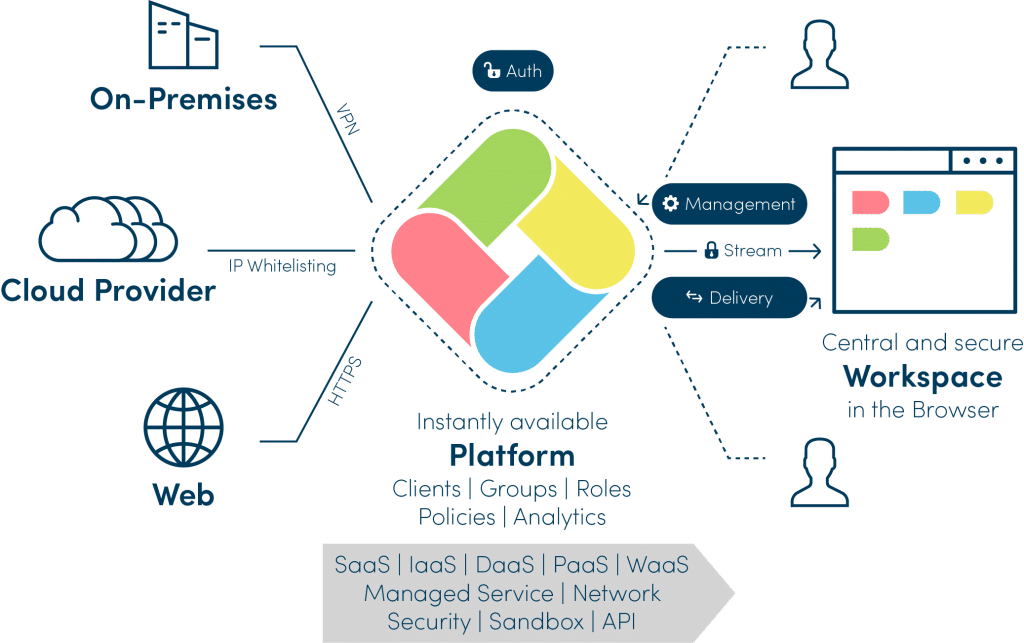 On-Premises
VPN
Auth
Cloud Provider
IP Whitelisting
Management
Stream
Delivery
Central and secure
Workspace
in the Browser
HTTPS
Web
Instantly available
Platform
Clients | Groups | Roles
Policies | Analytics
SaaS | IaaS | DaaS | PaaS | WaaS
Managed Service | Network
Security | Sandbox | API